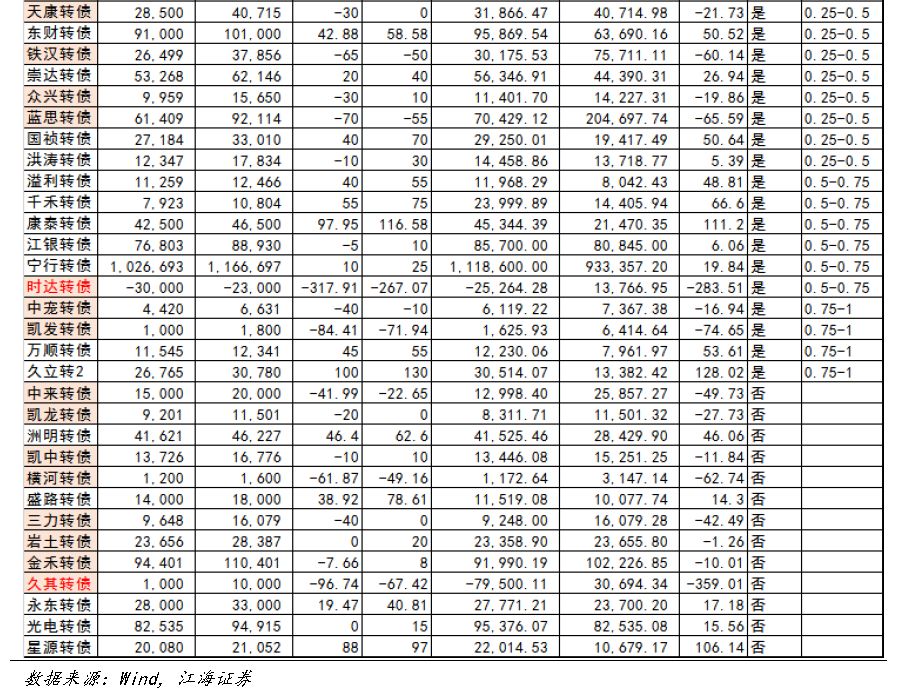 天康转债 28,500 40,715 -30 0 31,866.47 40,714.98 -21.73 是 0.25-0.5
东财转债 91,000 101,000 42.88 58.58 95,869.54 63,690.16 50.52 是 0.25-0.5
铁汉转债 26,499 37,856 -65 -50 30,175.53 75,711.11 -60.14 是 0.25-0.5
崇达转债 53,268 62,146 20 40 56,346.91 44,390.31 26.94 是 0.25-0.5
众兴转债 9,959 15,650 -30 10 11,401.70 14,227.31 -19.86 是 0.25-0.5
蓝思转债 61,409 92,114 -70 -55 70,429.12 204,697.74 -65.59 是 0.25-0.5
国祯转债 27,184 33,010 40 70 29,250.01 19,417.49 50.64 是 0.25-0.5
洪涛转债 12,347 17,834 -10 30 14,458.86 13,718.77 5.39 是 0.25-0.5
溢利转债 11,259 12,466 40 55 11,968.29 8,042.43 48.81 是 0.5-0.75
千禾转债 7,923 10,804 55 75 23,999.89 14,405.94 66.6 是 0.5-0.75
康泰转债 42,500 46,500 97.95 116.58 45,344.39 21,470.35 111.2 是 0.5-0.75
江银转债 76,803 88,930 -5 10 85,700.00 80,845.00 6.06 是 0.5-0.75
宁行转债 1,026,693 1,166,697 10 25 1,118,600.00 933,357.20 19.84 是 0.5-0.75
时达转债 -30,000 -23,000 -317.91 -267.07 -25,264.28 13,766.95 -283.51 是 0.5-0.75
中宠转债 4,420 6,631 -40 -10 6,119.22 7,367.38 -16.94 是 0.75-1
凯发转债 1,000 1,800 -84.41 -71.94 1,625.93 6,414.64 -74.65 是 0.75-1
万顺转债 11,545 12,341 45 55 12,230.06 7,961.97 53.61 是 0.75-1
久立转2 26,765 30,780 100 130 30,514.07 13,382.42 128.02 是 0.75-1
中来转债 15,000 20,000 -41.99 -22.65 12,998.40 25,857.27 -49.73 否
凯龙转债 9,201 11,501 -20 0 8,311.71 11,501.32 -27.73 否
洲明转债 41,621 46,227 46.4 62.6 41,525.46 28,429.90 46.06 否
凯中转债 13,726 16,776 -10 10 13,446.08 15,251.25 -11.84 否
横河转债 1,200 1,600 -61.87 -49.16 1,172.64 3,147.14 -62.74 否
盛路转债 14,000 18,000 38.92 78.61 11,519.08 10,077.74 14.3 否
三力转债 9,648 16,079 -40 0 9,248.00 16,079.28 -42.49 否
岩土转债 23,656 28,387 0 20 23,358.90 23,655.80 -1.26 否
金禾转债 94,401 110,401 -7.66 8 91,990.19 102,226.85 -10.01 否
久其转债 1,000 10,000 -96.74 -67.42 -79,500.11 30,694.34 -359.01 否
永东转债 28,000 33,000 19.47 40.81 27,771.21 23,700.20 17.18 否
光电转债 82,535 94,915 0 15 95,376.07 82,535.08 15.56 否
星源转债 20,080 21,052 88 97 22,014.53 10,679.17 106.14 否
数据来源：Wind, 江海证券